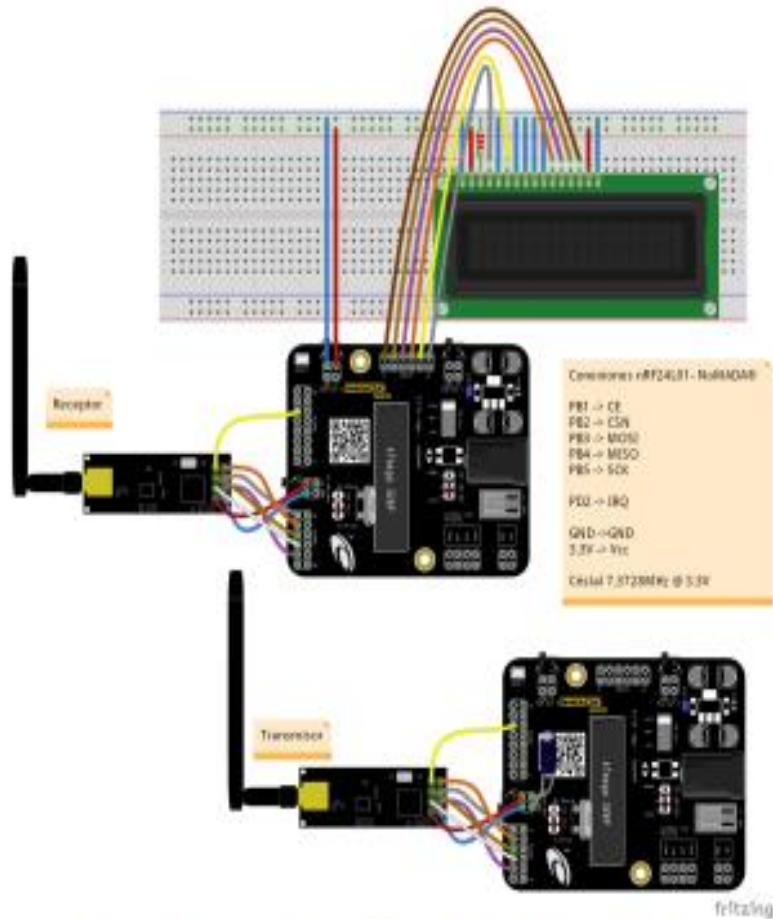 Receptor
Conexiones nRF24L01- NoMADA®
PB1 -> CE
PB2 -> CSN
PB3 -> MOSI
PB4 -> MISO
PB5 -> SCK
PD2 -> IRQ
GND ->GND
3.3V -> Vcc
Cristal 7.3728MHz @ 3.3V
Transmisor
fritzing